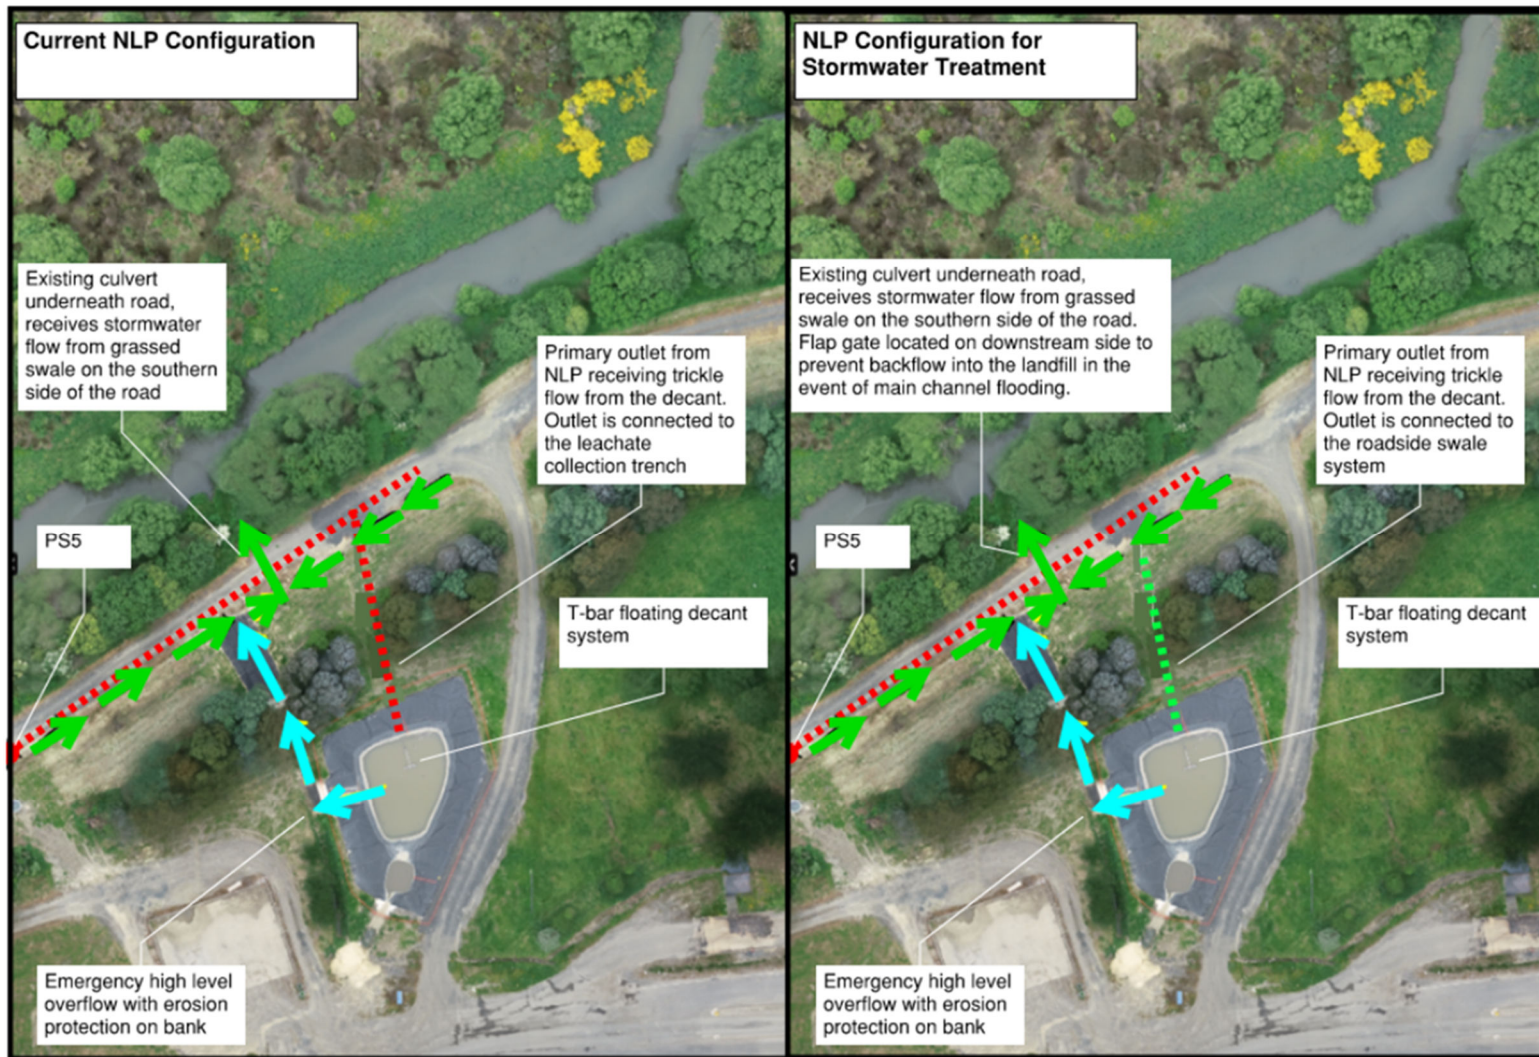 Current NLP Configuration
Existing culvert
underneath road,
receives stormwater
flow from grassed
swale on the southern
side of the road
Primary outlet from
NLP receiving trickle
flow from the decant.
Outlet is connected to
the leachate
collection trench
PS5
T-bar floating decant
system
Emergency high level
overflow with erosion
protection on bank
NLP Configuration for
Stormwater Treatment
Existing culvert underneath road,
receives stormwater flow from grassed
swale on the southern side of the road.
Flap gate located on downstream side to
prevent backflow into the landfill in the
event of main channel flooding.
Primary outlet from
NLP receiving trickle
flow from the decant.
Outlet is connected to
the roadside swale
system
PS5
T-bar floating decant
system
Emergency high level
overflow with erosion
protection on bank